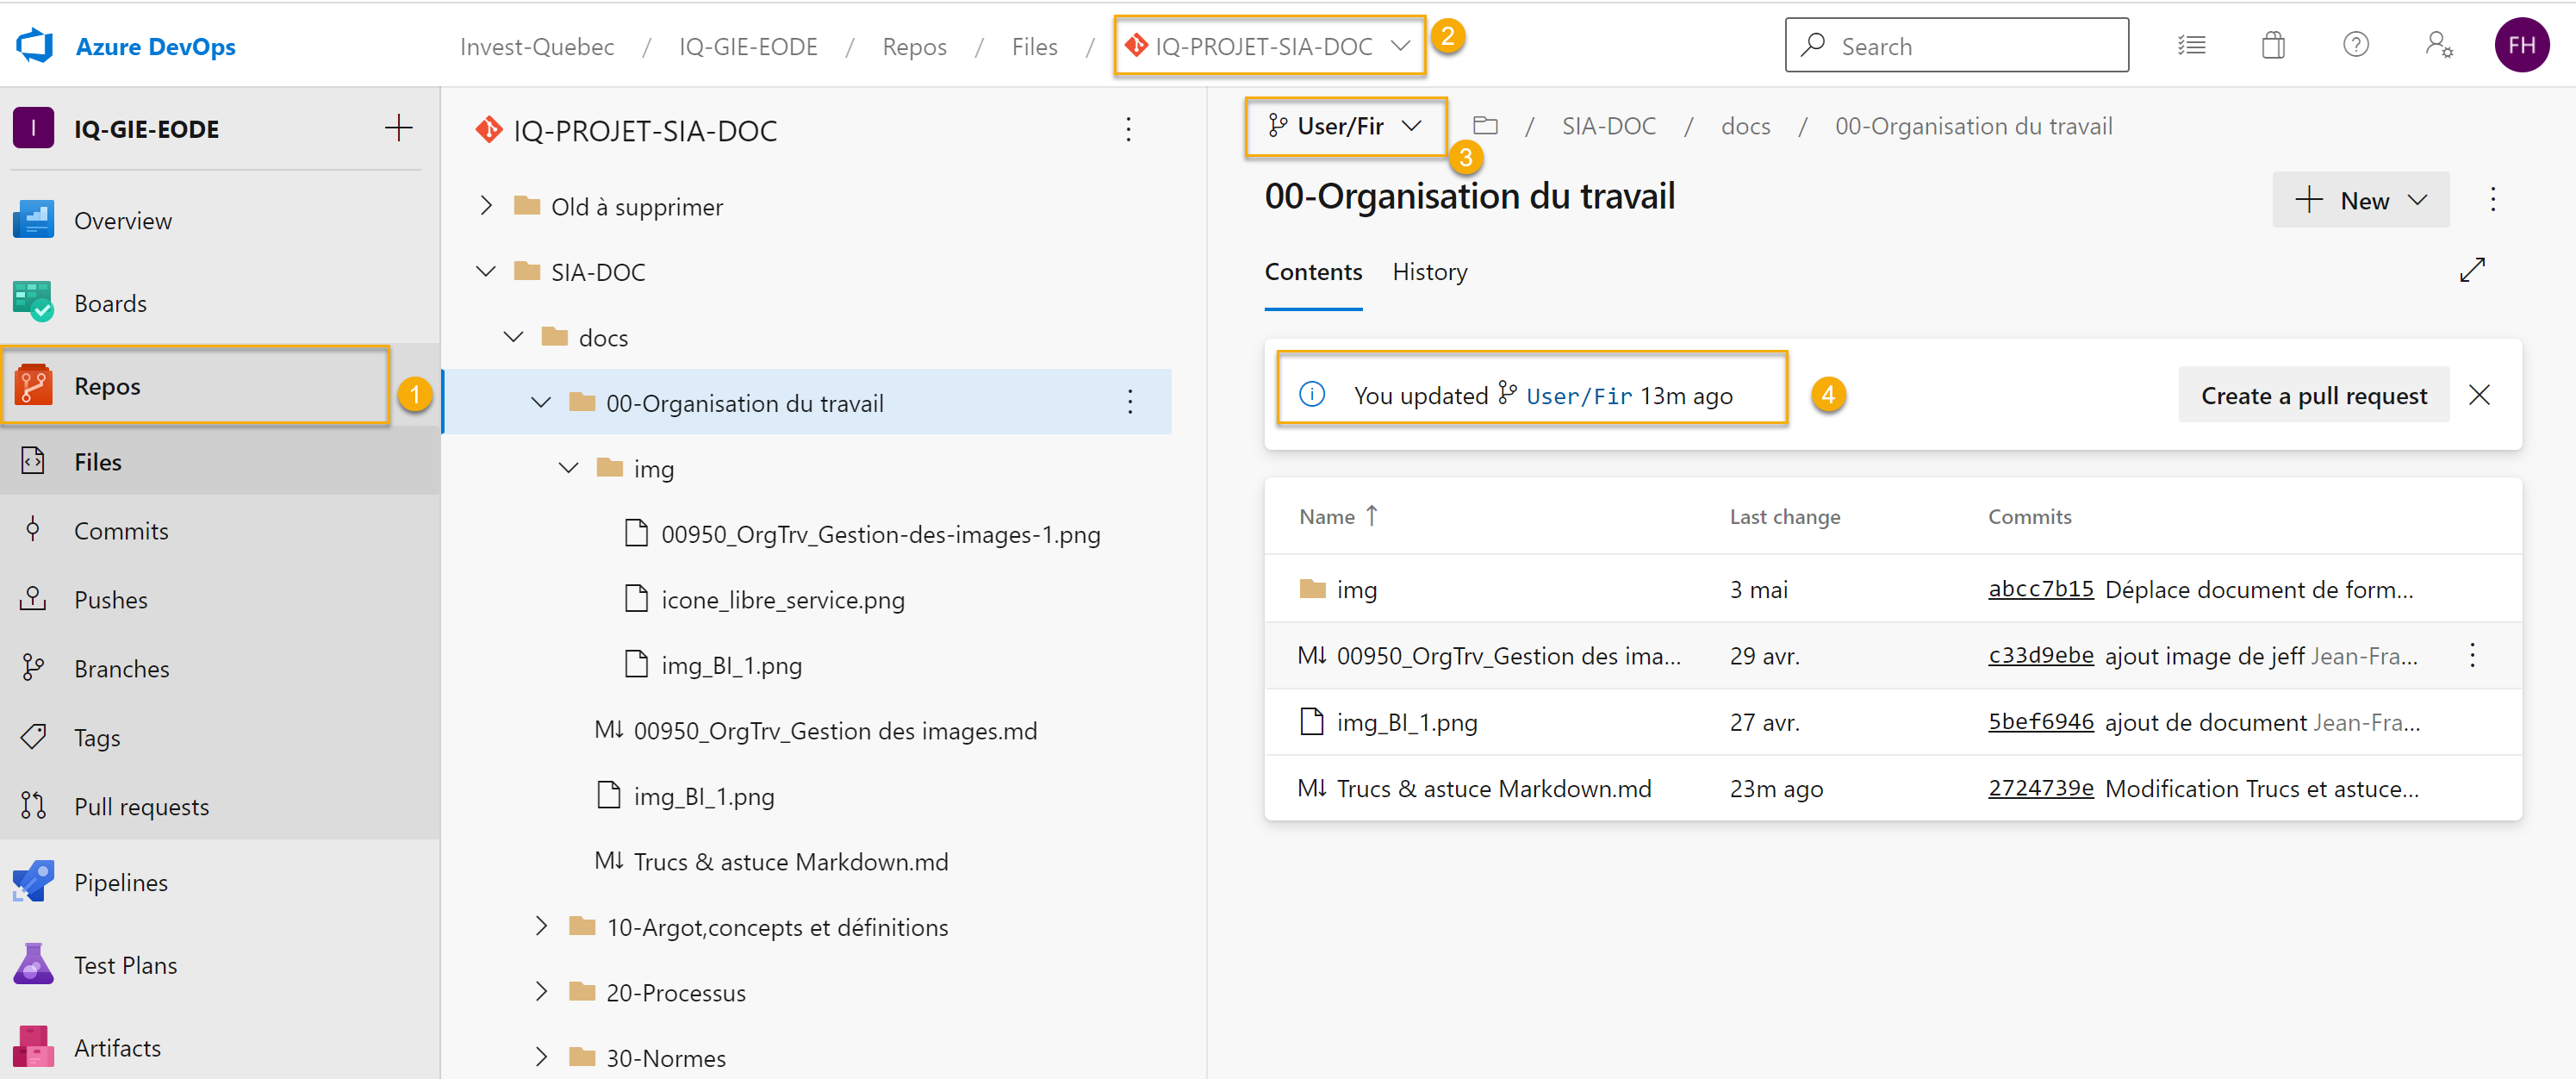 Azure DevOps
Invest-Quebec / IQ-GIE-EODE / Repos / Files / IQ-PROJET-SIA-DOC
2
Search
FH
I
IQ-GIE-EODE
Overview
Boards
Repos
1
Files
Commits
Pushes
Branches
Tags
Pull requests
Pipelines
Test Plans
Artifacts
IQ-PROJET-SIA-DOC
Old à supprimer
SIA-DOC
docs
00-Organisation du travail
img
00950_OrgTrv_Gestion-des-images-1.png
icone_libre_service.png
img_BI_1.png
00950_OrgTrv_Gestion des images.md
img_BI_1.png
Trucs & astuce Markdown.md
10-Argot,concepts et définitions
20-Processus
30-Normes
User/Fir
3
/ SIA-DOC / docs / 00-Organisation du travail
00-Organisation du travail
New
Contents History
You updated User/Fir 13m ago
4
Create a pull request
Name Last change Commits
img 3 mai abcc7b15 Déplace document de form...
M 00950_OrgTrv_Gestion des ima... 29 avr. c33d9ebe ajout image de jeff Jean-Fra...
img_BI_1.png 27 avr. 5bef6946 ajout de document Jean-Fra...
M Trucs & astuce Markdown.md 23m ago 2724739e Modification Trucs et astuce...